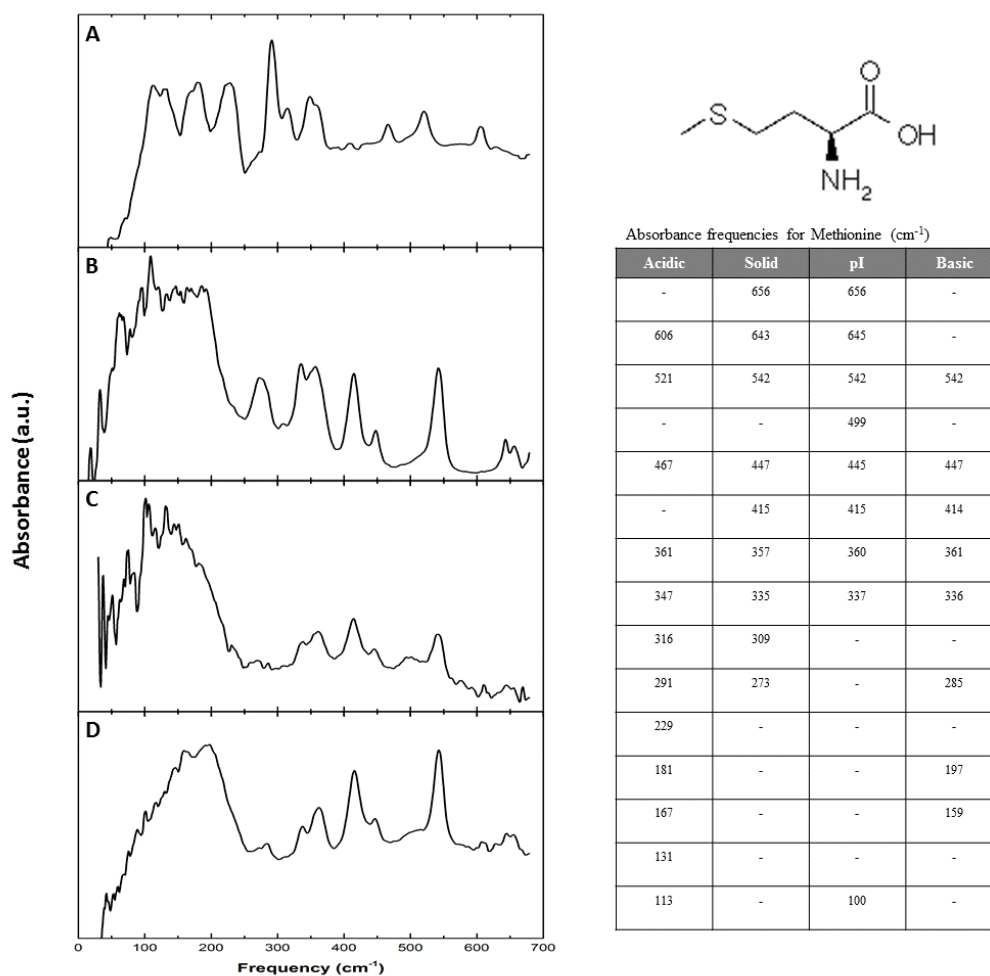 A
B
C
D
Absorbance (a.u.)
0 100 200 300 400 500 600 700
Frequency (cm⁻¹)
O
S
OH
NH₂
Absorbance frequencies for Methionine (cm⁻¹)
Acidic Solid pI Basic
- 656 656 -
606 643 645 -
521 542 542 542
- - 499 -
467 447 445 447
- 415 415 414
361 357 360 361
347 335 337 336
316 309 - -
291 273 - 285
229 - - -
181 - - 197
167 - - 159
131 - - -
113 - 100 -